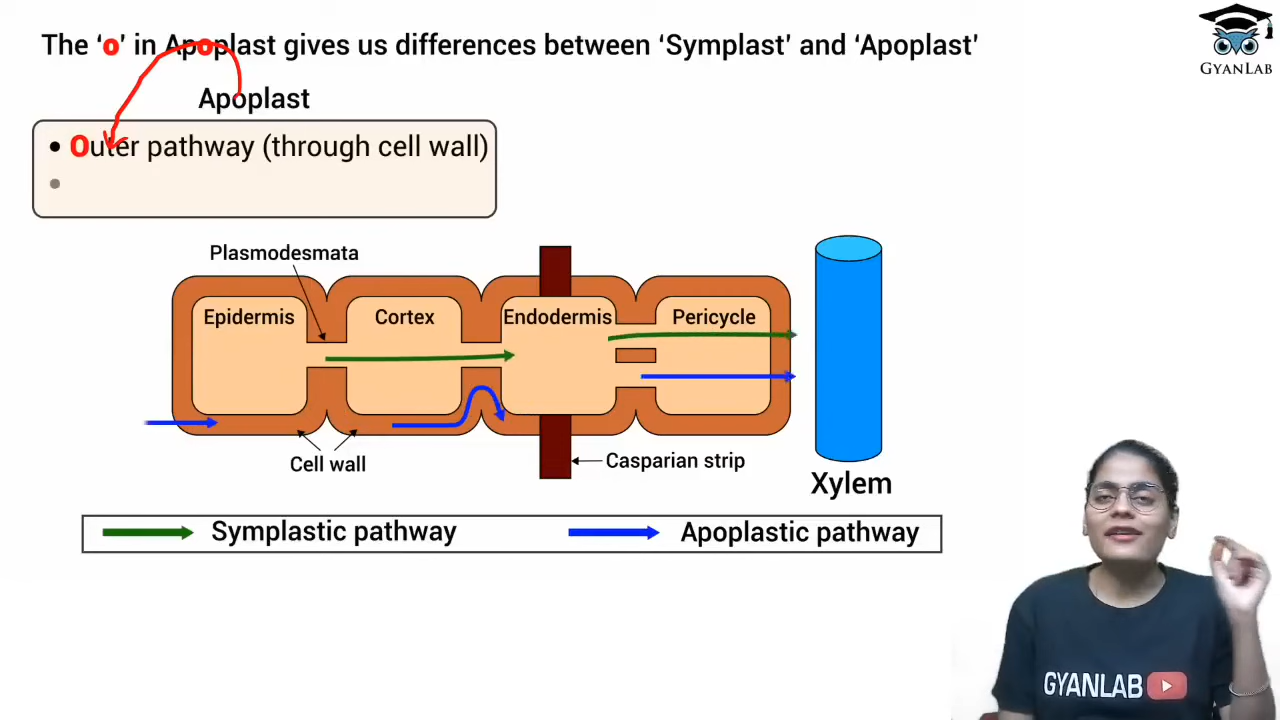 The ‘o’ in Apoplast gives us differences between ‘Symplast’ and ‘Apoplast’
GYANLAB
Apoplast
• Outer pathway (through cell wall)
•
Plasmodesmata
Epidermis
Cortex
Endodermis
Pericycle
Cell wall
Casparian strip
Xylem
Symplastic pathway
Apoplastic pathway
GYANLAB